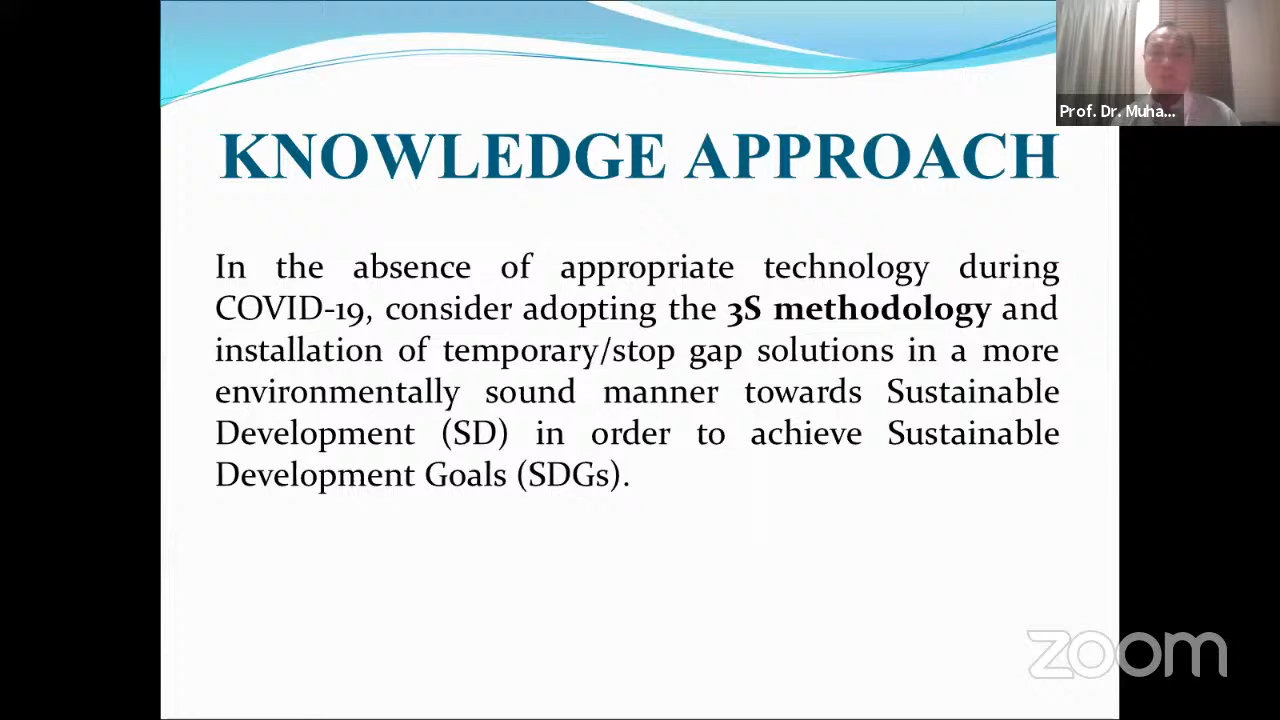 Prof. Dr. Muha...
KNOWLEDGE APPROACH
In the absence of appropriate technology during
COVID-19, consider adopting the 3S methodology and
installation of temporary/stop gap solutions in a more
environmentally sound manner towards Sustainable
Development (SD) in order to achieve Sustainable
Development Goals (SDGs).
zoom